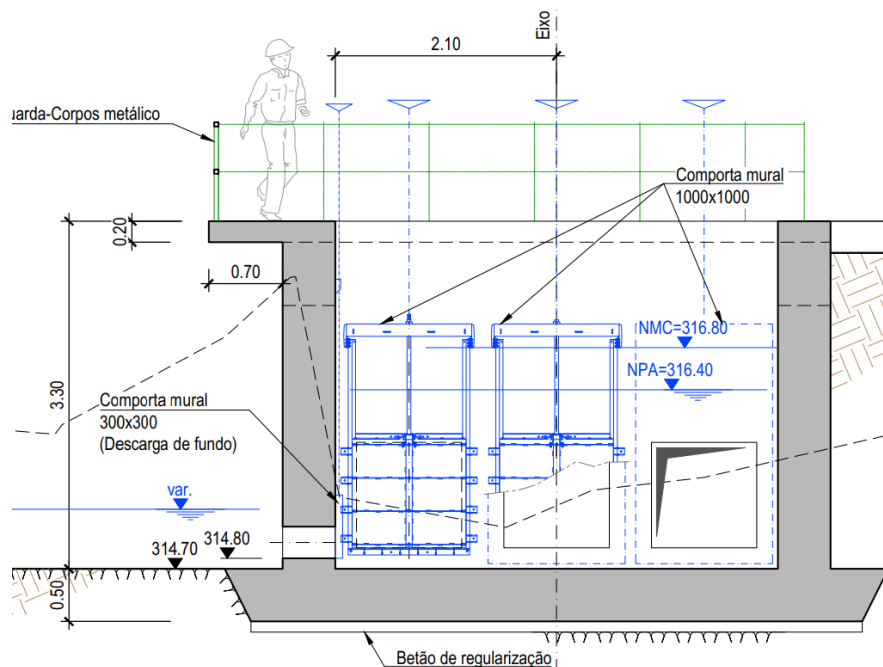 Eixo
2.10
uarda-Corpos metálico
Comporta mural
1000x1000
0.20
0.70
NMC=316.80
NPA=316.40
3.30
Comporta mural
300x300
(Descarga de fundo)
var.
314.80
314.70
0.50
Betão de regularização